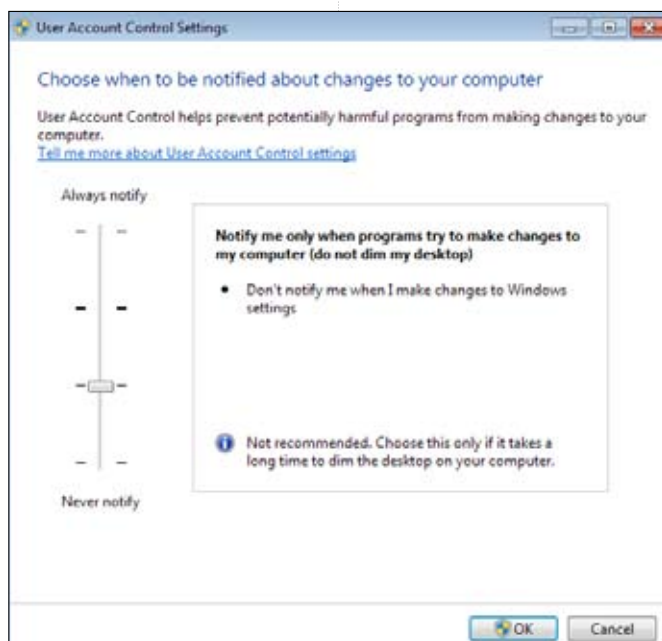 User Account Control Settings
Choose when to be notified about changes to your computer
User Account Control helps prevent potentially harmful programs from making changes to your
computer.
Tell me more about User Account Control settings
Always notify
Notify me only when programs try to make changes to
my computer (do not dim my desktop)
Don't notify me when I make changes to Windows
settings
Not recommended. Choose this only if it takes a
long time to dim the desktop on your computer.
Never notify
OK
Cancel